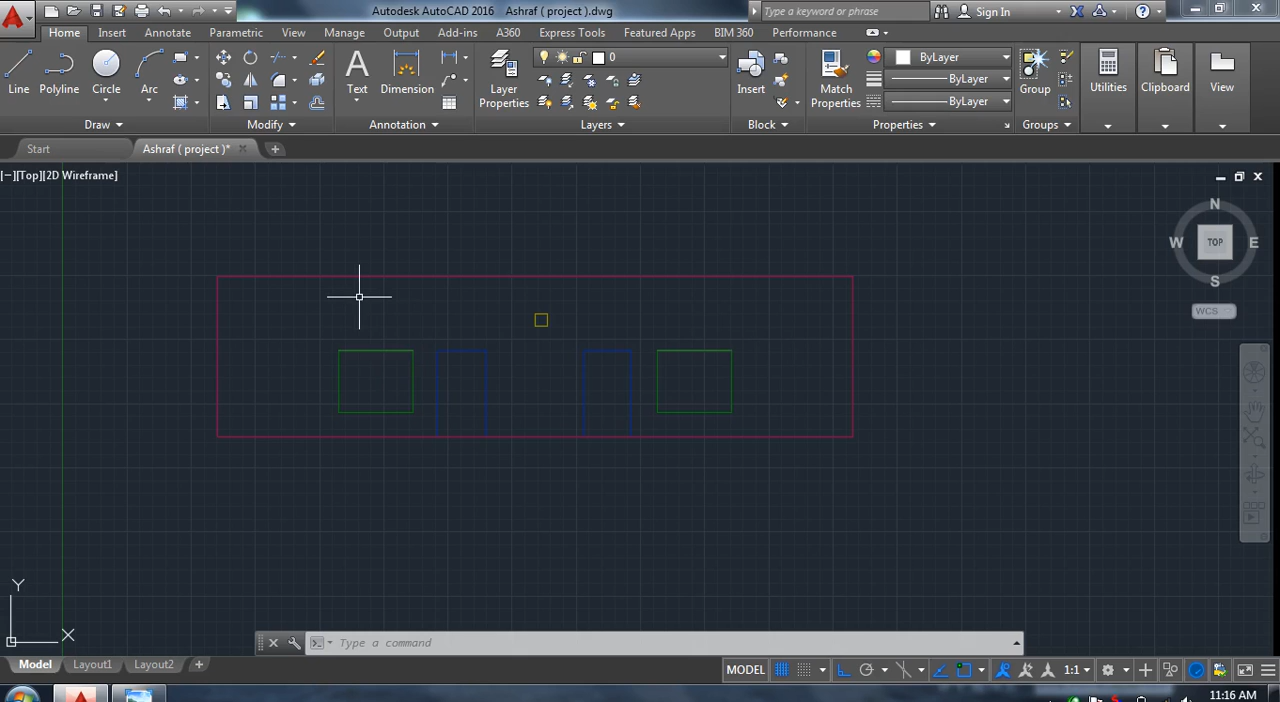 Autodesk AutoCAD 2016 Ashraf ( project ).dwg
Type a keyword or phrase
Sign In
Home Insert Annotate Parametric View Manage Output Add-ins A360 Express Tools Featured Apps BIM 360 Performance
Line Polyline Circle Arc
Draw
Modify
A
Text Dimension
Annotation
Layer
Properties
0
Layers
Insert
Block
Match
Properties
ByLayer
ByLayer
ByLayer
Properties
Group
Groups
Utilities
Clipboard
View
Start
Ashraf ( project )*
[−][Top][2D Wireframe]
N
W TOP E
S
WCS
Y
X
Type a command
Model Layout1 Layout2
MODEL
1:1
11:16 AM